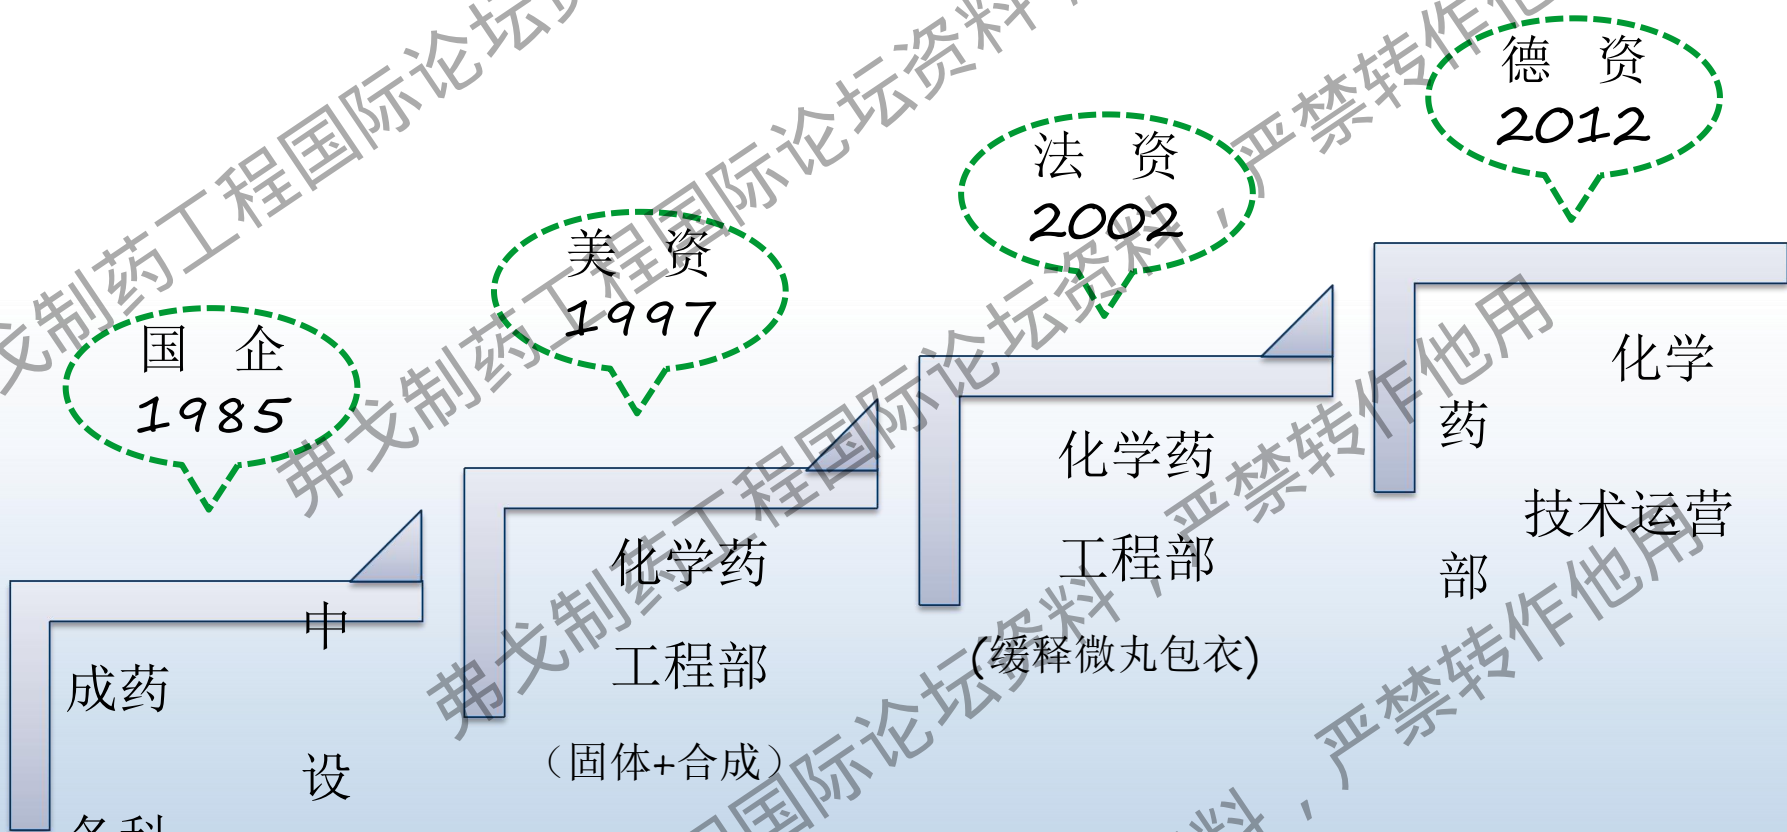 国 企
1985
中
成药
设
备科
美 资
1997
化学药
工程部
（固体+合成）
法 资
2002
化学药
工程部
(缓释微丸包衣)
德 资
2012
化学
药
技术运营
部
弗戈制药工程国际论坛资料，严禁转作他用